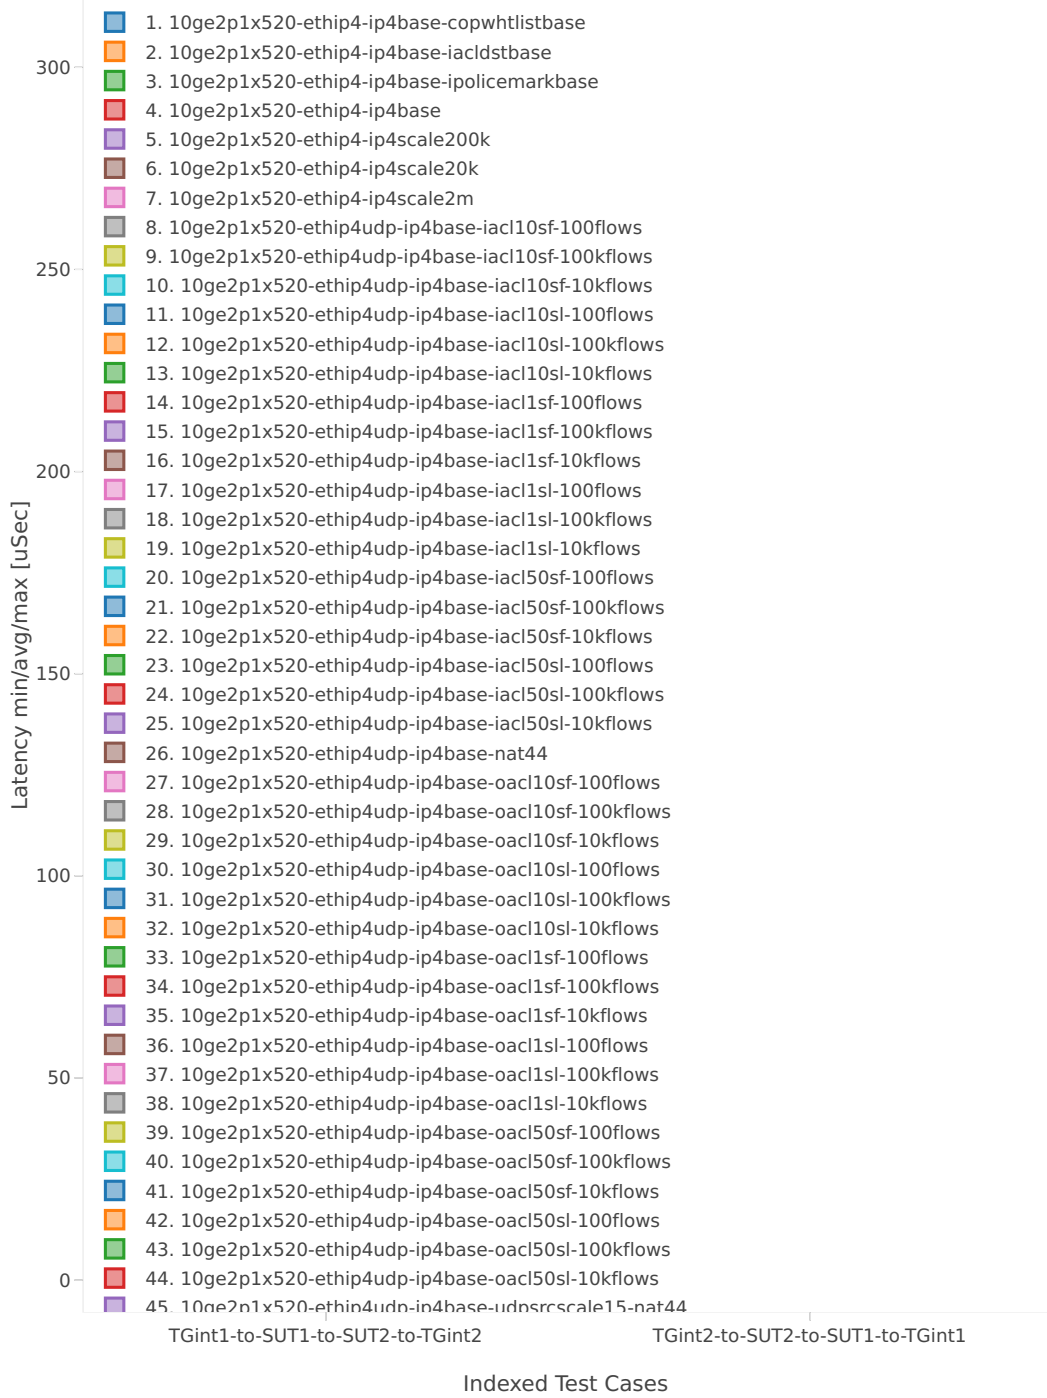 1. 10ge2p1x520-ethip4-ip4base-copwhtlistbase
2. 10ge2p1x520-ethip4-ip4base-iacldstbase
3. 10ge2p1x520-ethip4-ip4base-ipolicemarkbase
4. 10ge2p1x520-ethip4-ip4base
5. 10ge2p1x520-ethip4-ip4scale200k
6. 10ge2p1x520-ethip4-ip4scale20k
7. 10ge2p1x520-ethip4-ip4scale2m
8. 10ge2p1x520-ethip4udp-ip4base-iacl10sf-100flows
9. 10ge2p1x520-ethip4udp-ip4base-iacl10sf-100kflows
10. 10ge2p1x520-ethip4udp-ip4base-iacl10sf-10kflows
11. 10ge2p1x520-ethip4udp-ip4base-iacl10sl-100flows
12. 10ge2p1x520-ethip4udp-ip4base-iacl10sl-100kflows
13. 10ge2p1x520-ethip4udp-ip4base-iacl10sl-10kflows
14. 10ge2p1x520-ethip4udp-ip4base-iacl1sf-100flows
15. 10ge2p1x520-ethip4udp-ip4base-iacl1sf-100kflows
16. 10ge2p1x520-ethip4udp-ip4base-iacl1sf-10kflows
17. 10ge2p1x520-ethip4udp-ip4base-iacl1sl-100flows
18. 10ge2p1x520-ethip4udp-ip4base-iacl1sl-100kflows
19. 10ge2p1x520-ethip4udp-ip4base-iacl1sl-10kflows
20. 10ge2p1x520-ethip4udp-ip4base-iacl50sf-100flows
21. 10ge2p1x520-ethip4udp-ip4base-iacl50sf-100kflows
22. 10ge2p1x520-ethip4udp-ip4base-iacl50sf-10kflows
23. 10ge2p1x520-ethip4udp-ip4base-iacl50sl-100flows
24. 10ge2p1x520-ethip4udp-ip4base-iacl50sl-100kflows
25. 10ge2p1x520-ethip4udp-ip4base-iacl50sl-10kflows
26. 10ge2p1x520-ethip4udp-ip4base-nat44
27. 10ge2p1x520-ethip4udp-ip4base-oacl10sf-100flows
28. 10ge2p1x520-ethip4udp-ip4base-oacl10sf-100kflows
29. 10ge2p1x520-ethip4udp-ip4base-oacl10sf-10kflows
30. 10ge2p1x520-ethip4udp-ip4base-oacl10sl-100flows
31. 10ge2p1x520-ethip4udp-ip4base-oacl10sl-100kflows
32. 10ge2p1x520-ethip4udp-ip4base-oacl10sl-10kflows
33. 10ge2p1x520-ethip4udp-ip4base-oacl1sf-100flows
34. 10ge2p1x520-ethip4udp-ip4base-oacl1sf-100kflows
35. 10ge2p1x520-ethip4udp-ip4base-oacl1sf-10kflows
36. 10ge2p1x520-ethip4udp-ip4base-oacl1sl-100flows
37. 10ge2p1x520-ethip4udp-ip4base-oacl1sl-100kflows
38. 10ge2p1x520-ethip4udp-ip4base-oacl1sl-10kflows
39. 10ge2p1x520-ethip4udp-ip4base-oacl50sf-100flows
40. 10ge2p1x520-ethip4udp-ip4base-oacl50sf-100kflows
41. 10ge2p1x520-ethip4udp-ip4base-oacl50sf-10kflows
42. 10ge2p1x520-ethip4udp-ip4base-oacl50sl-100flows
43. 10ge2p1x520-ethip4udp-ip4base-oacl50sl-100kflows
44. 10ge2p1x520-ethip4udp-ip4base-oacl50sl-10kflows
45. 10ge2p1x520-ethip4udp-ip4base-udpsrcscale15-nat44
300
250
200
150
100
50
0
Latency min/avg/max [uSec]
TGint1-to-SUT1-to-SUT2-to-TGint2
TGint2-to-SUT2-to-SUT1-to-TGint1
Indexed Test Cases